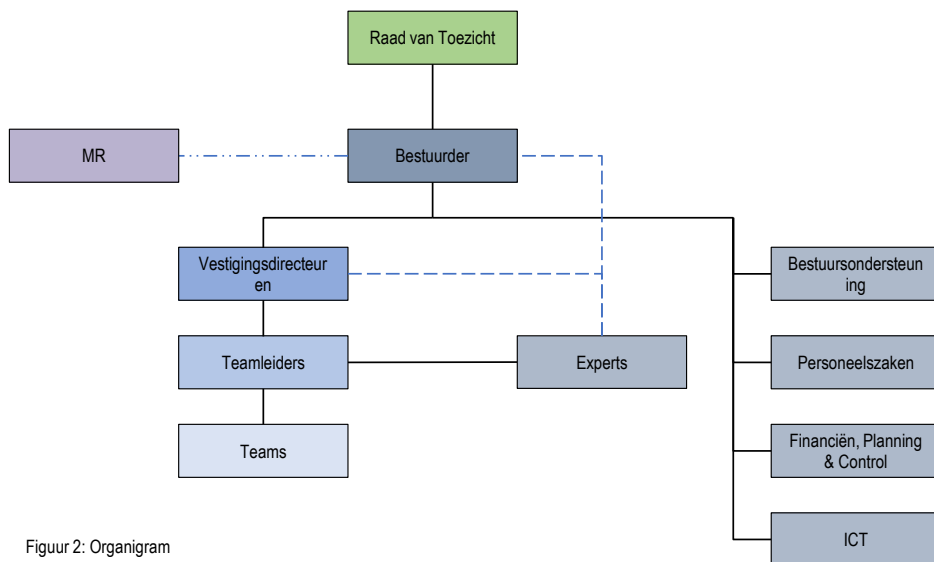 Raad van Toezicht
MR
Bestuurder
Vestigingsdirecteur
en
Bestuursondersteun
ing
Teamleiders
Experts
Personeelszaken
Teams
Financiën, Planning
& Control
ICT
Figuur 2: Organigram